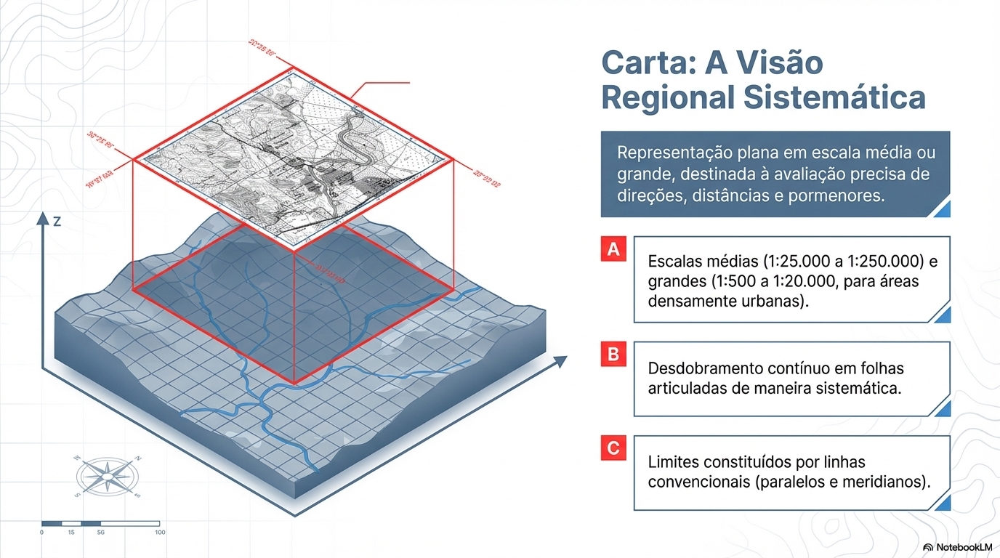 Carta: A Visão
Regional Sistemática
Representação plana em escala média ou
grande, destinada à avaliação precisa de
direções, distâncias e pormenores.
A
Escalas médias (1:25.000 a 1:250.000) e
grandes (1:500 a 1:20.000, para áreas
densamente urbanas).
B
Desdobramento contínuo em folhas
articuladas de maneira sistemática.
C
Limites constituídos por linhas
convencionais (paralelos e meridianos).
Z
N
N
S
S
0 15 50 100
NotebookLM